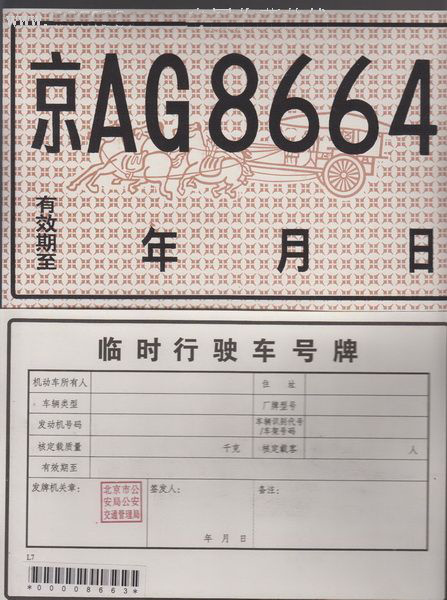 京AG8664
有效期至
年 月 日
临时行驶车号牌
机动车所有人 住 址
车辆类型 厂牌型号
发动机号码 车辆识别代号/车架号码
核定载质量 千克 核定载客 人
有效期至
发牌机关章: 北京市公安局公安交通管理局 签发人: 备注:
年 月 日
L7
*00008663*